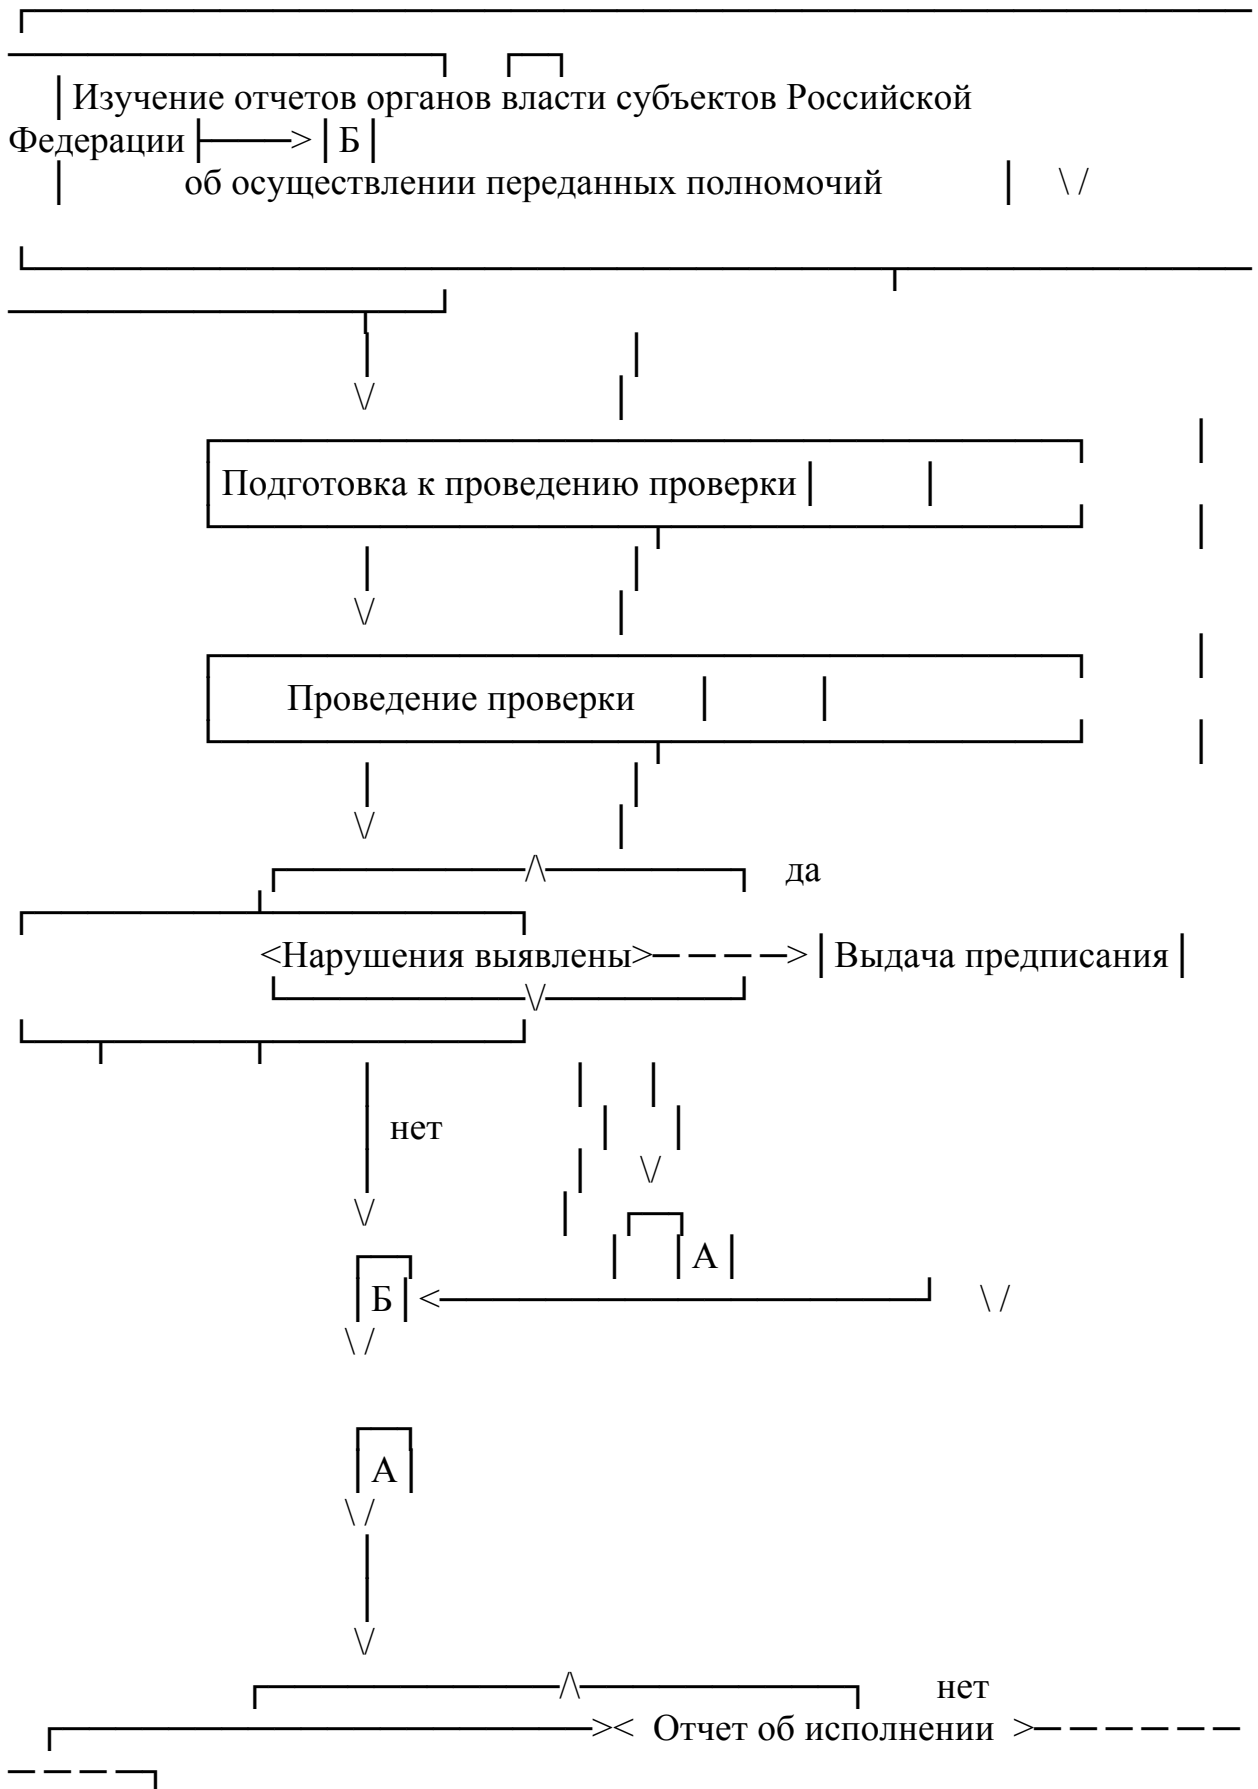 Изучение отчетов органов власти субъектов Российской
Федерации > Б
об осуществлении переданных полномочий \ /
\/
Подготовка к проведению проверки
\/
Проведение проверки
\/
/\ да
<Нарушения выявлены>— — — —> Выдача предписания
\/
нет
\/
\/
А
Б < \ /
\ /
А
\ /
\/
/\ нет
>< Отчет об исполнении >— — — — — —
— — — —